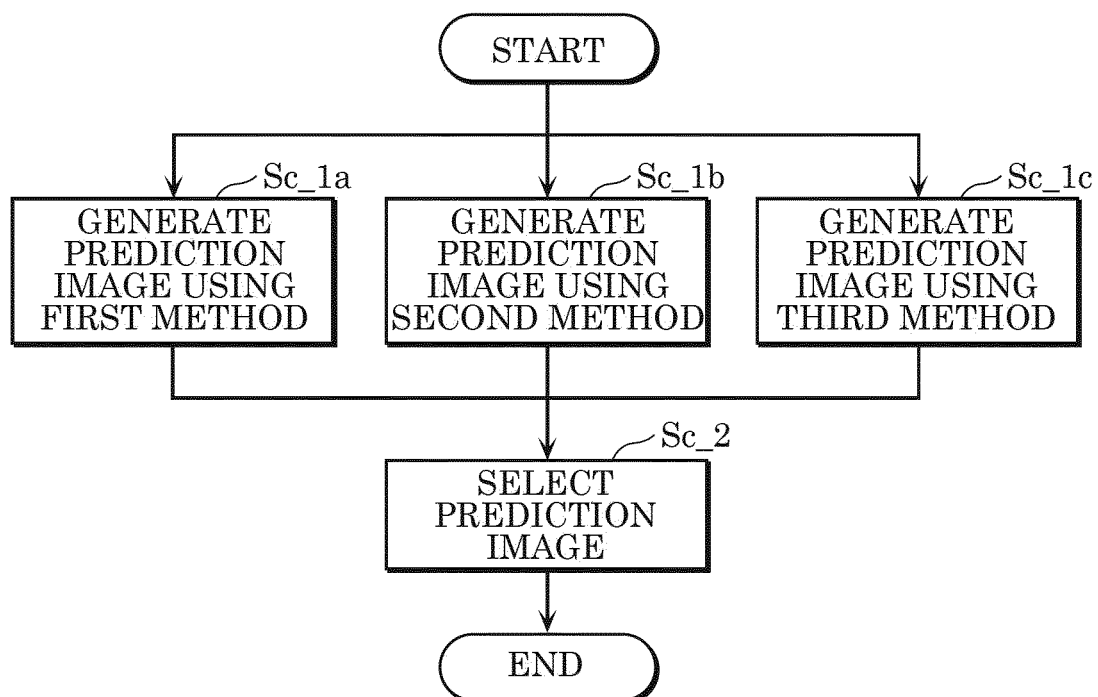 START
Sc_1a
GENERATE
PREDICTION
IMAGE USING
FIRST METHOD
Sc_1b
GENERATE
PREDICTION
IMAGE USING
SECOND METHOD
Sc_1c
GENERATE
PREDICTION
IMAGE USING
THIRD METHOD
Sc_2
SELECT
PREDICTION
IMAGE
END